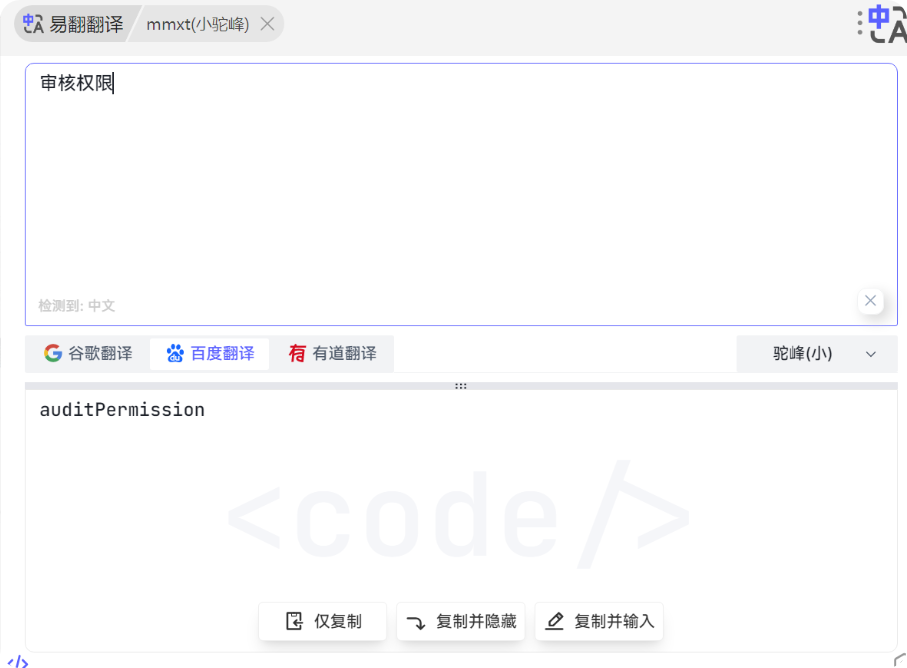 易翻翻译 mmxt(小驼峰)
审核权限
检测到: 中文
谷歌翻译 百度翻译 有道翻译 驼峰(小)
auditPermission
<code/>
仅复制 复制并隐藏 复制并输入